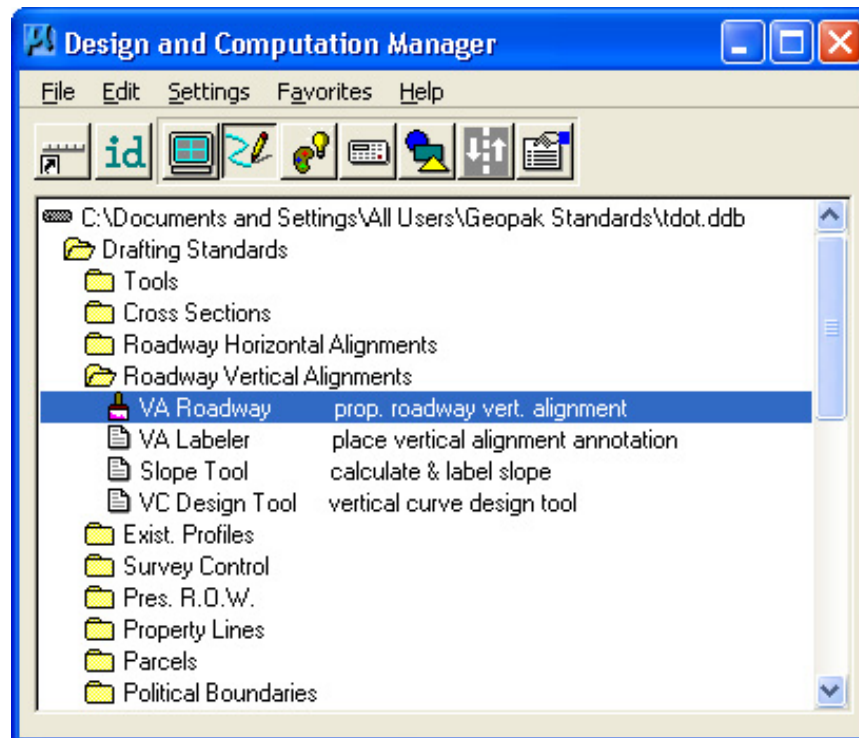 Design and Computation Manager
File Edit Settings Favorites Help
id
C:\Documents and Settings\All Users\Geopak Standards\tdot.ddb
Drafting Standards
Tools
Cross Sections
Roadway Horizontal Alignments
Roadway Vertical Alignments
VA Roadway prop. roadway vert. alignment
VA Labeler place vertical alignment annotation
Slope Tool calculate & label slope
VC Design Tool vertical curve design tool
Exist. Profiles
Survey Control
Pres. R.O.W.
Property Lines
Parcels
Political Boundaries